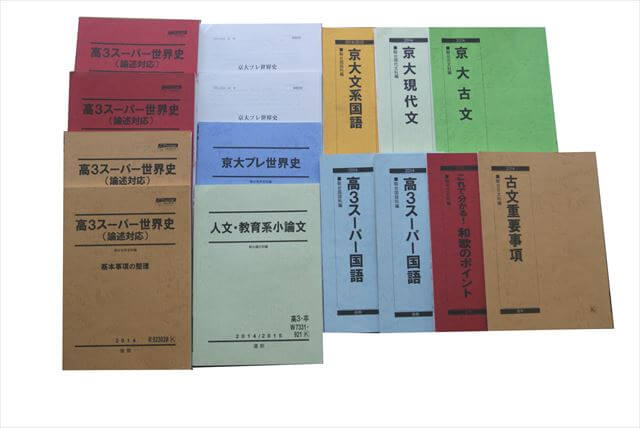 高3スーパー世界史
(論述対応)
高3スーパー世界史
(論述対応)
高3スーパー世界史
(論述対応)
高3スーパー世界史
(論述対応)
基本事項の整理
2014
京大プレ世界史
京大プレ世界史
京大プレ世界史
人文・教育系小論文
高3・卒
W7331-
921 K
2014/2015
京大文系国語
京大現代文
京大古文
高3スーパー国語
高3スーパー国語
これで分かる!
和歌のポイント
古文重要事項